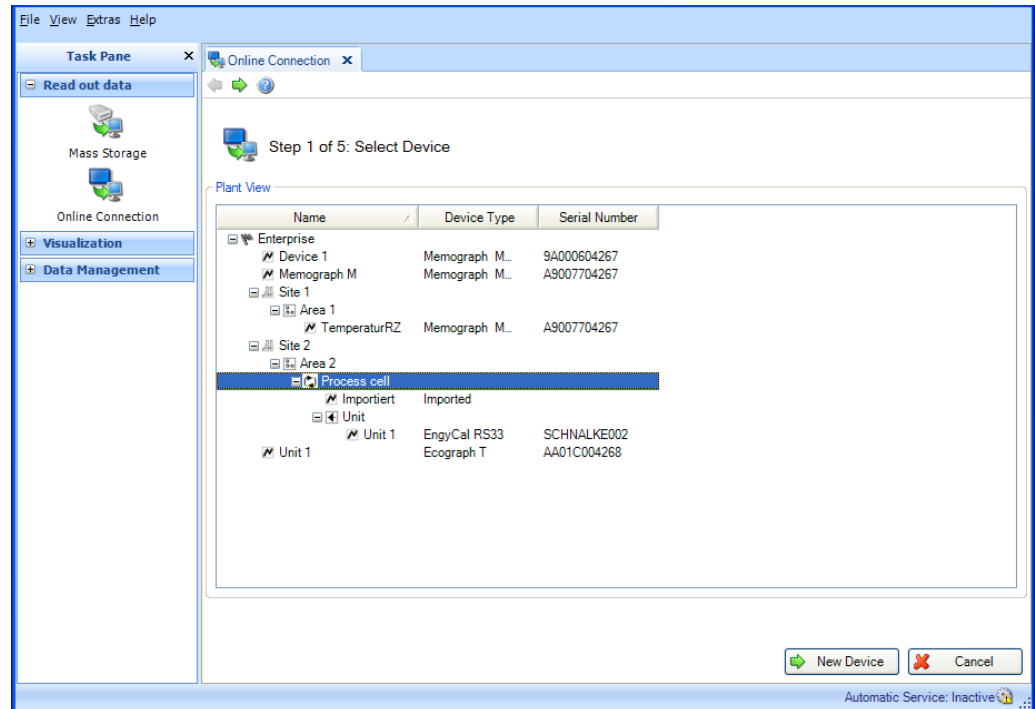 File View Extras Help
Task Pane x
Online Connection x
Read out data
Mass Storage
Online Connection
Visualization
Data Management
Step 1 of 5: Select Device
Plant View
Name Device Type Serial Number
Enterprise
Device 1 Memograph M... 9A000604267
Memograph M Memograph M... A9007704267
Site 1
Area 1
TemperaturRZ Memograph M... A9007704267
Site 2
Area 2
Process cell
Importiert Imported
Unit
Unit 1 EngyCal RS33 SCHNALKE002
Unit 1 Ecograph T AA01C004268
New Device Cancel
Automatic Service: Inactive